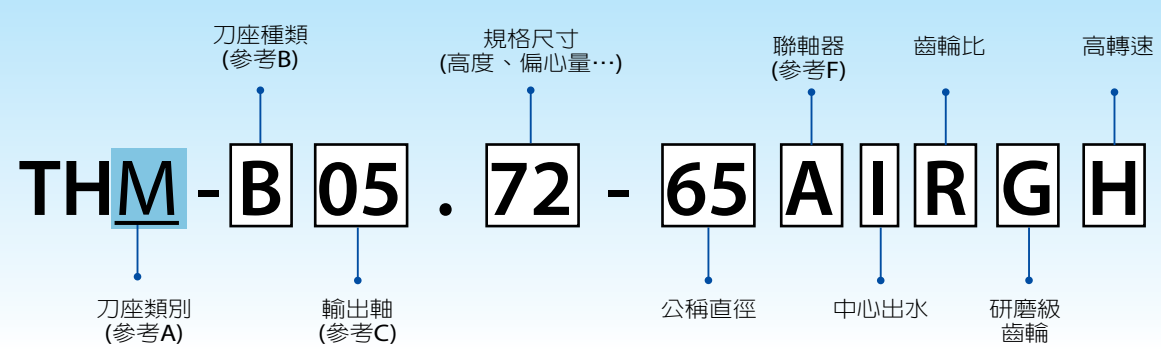 刀座種類
(參考B)
規格尺寸
(高度、偏心量…)
聯軸器
(參考F)
齒輪比
高轉速
THM-B05.72-65AIRGH
刀座類別
(參考A)
輸出軸
(參考C)
公稱直徑
中心出水
研磨級
齒輪